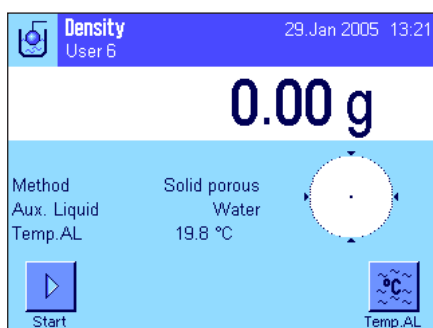 Density 29.Jan 2005 13:21
User 6
0.00 g
Method Solid porous
Aux. Liquid Water
Temp.AL 19.8 °C
°C
Start Temp.AL